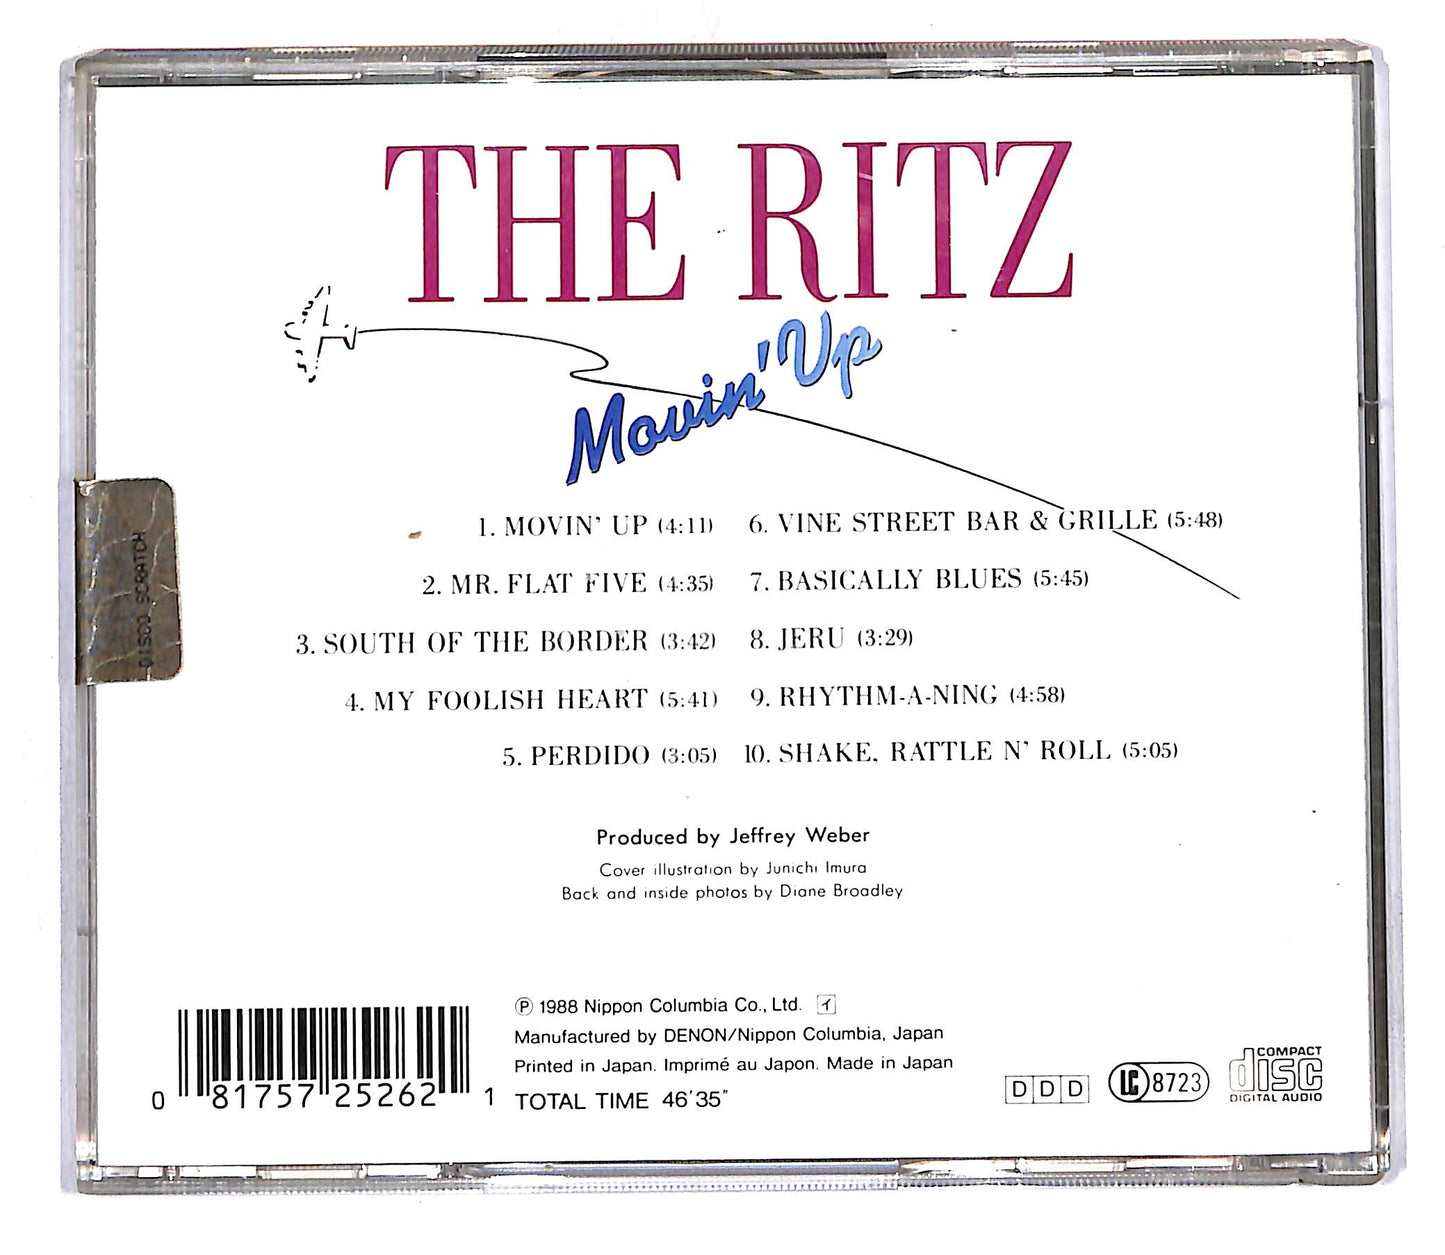 THE RITZ
Movin' Up
1. MOVIN' UP (4:11)
2. MR. FLAT FIVE (4:35)
3. SOUTH OF THE BORDER (3:42)
4. MY FOOLISH HEART (5:41)
5. PERDIDO (3:05)
6. VINE STREET BAR & GRILLE (5:48)
7. BASICALLY BLUES (5:45)
8. JERU (3:29)
9. RHYTHM-A-NING (4:58)
10. SHAKE, RATTLE N' ROLL (5:05)
DISCO SCRATCH
Produced by Jeffrey Weber
Cover illustration by Junichi Imura
Back and inside photos by Diane Broadley
℗ 1988 Nippon Columbia Co., Ltd. イ
Manufactured by DENON/Nippon Columbia, Japan
Printed in Japan. Imprimé au Japon. Made in Japan
TOTAL TIME 46'35"
0 81757 25262 1
DDD
LC 8723
COMPACT
disc
DIGITAL AUDIO